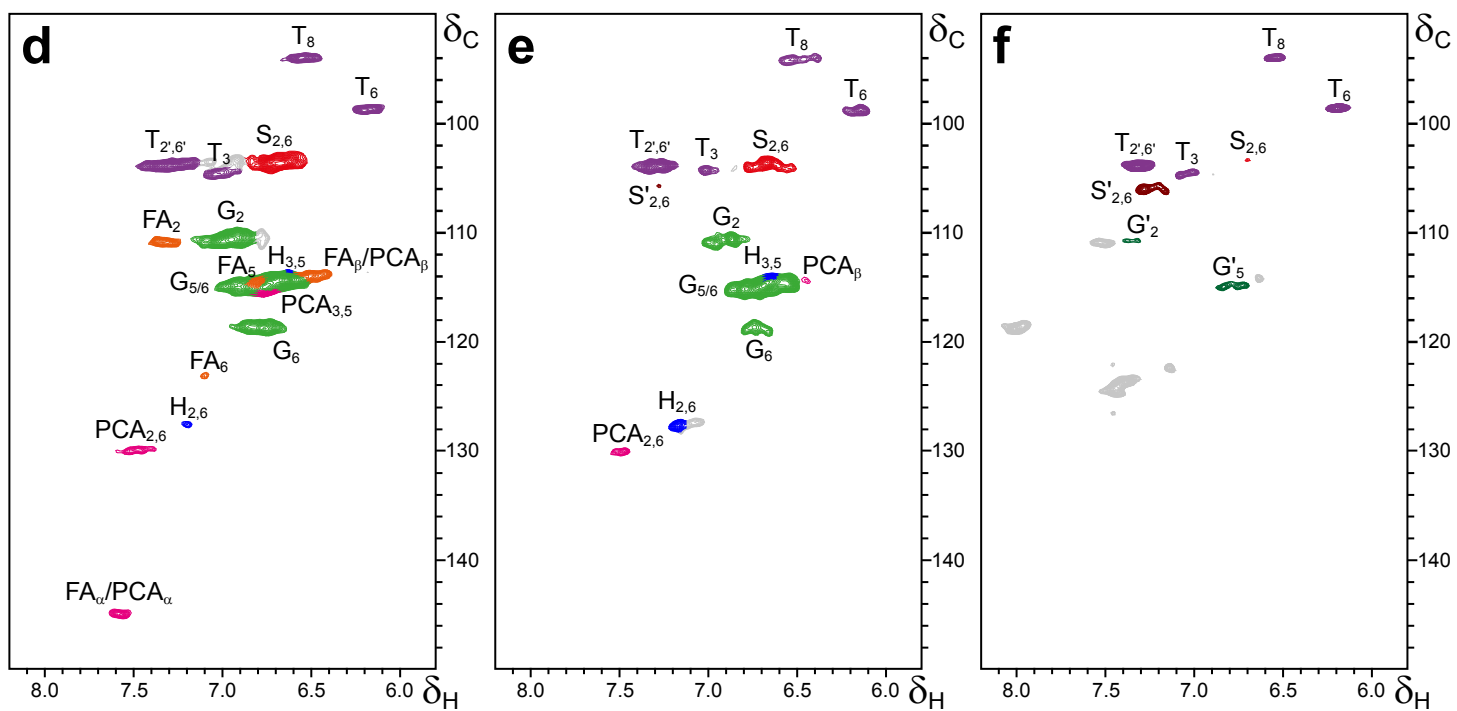 d
δC
T8
T6
100
T2',6'
T3
S2,6
FA2
G2
110
FA5
H3,5
FAβ/PCAβ
G5/6
PCA3,5
120
FA6
G6
H2,6
PCA2,6
130
140
FAα/PCAα
8.0 7.5 7.0 6.5 6.0 δH
e
δC
T8
T6
100
T2',6'
T3
S2,6
S'2,6
G2
110
H3,5
PCAβ
G5/6
120
G6
H2,6
PCA2,6
130
140
8.0 7.5 7.0 6.5 6.0 δH
f
δC
T8
T6
100
T2',6'
T3
S2,6
S'2,6
G'2
110
G'5
120
130
140
8.0 7.5 7.0 6.5 6.0 δH